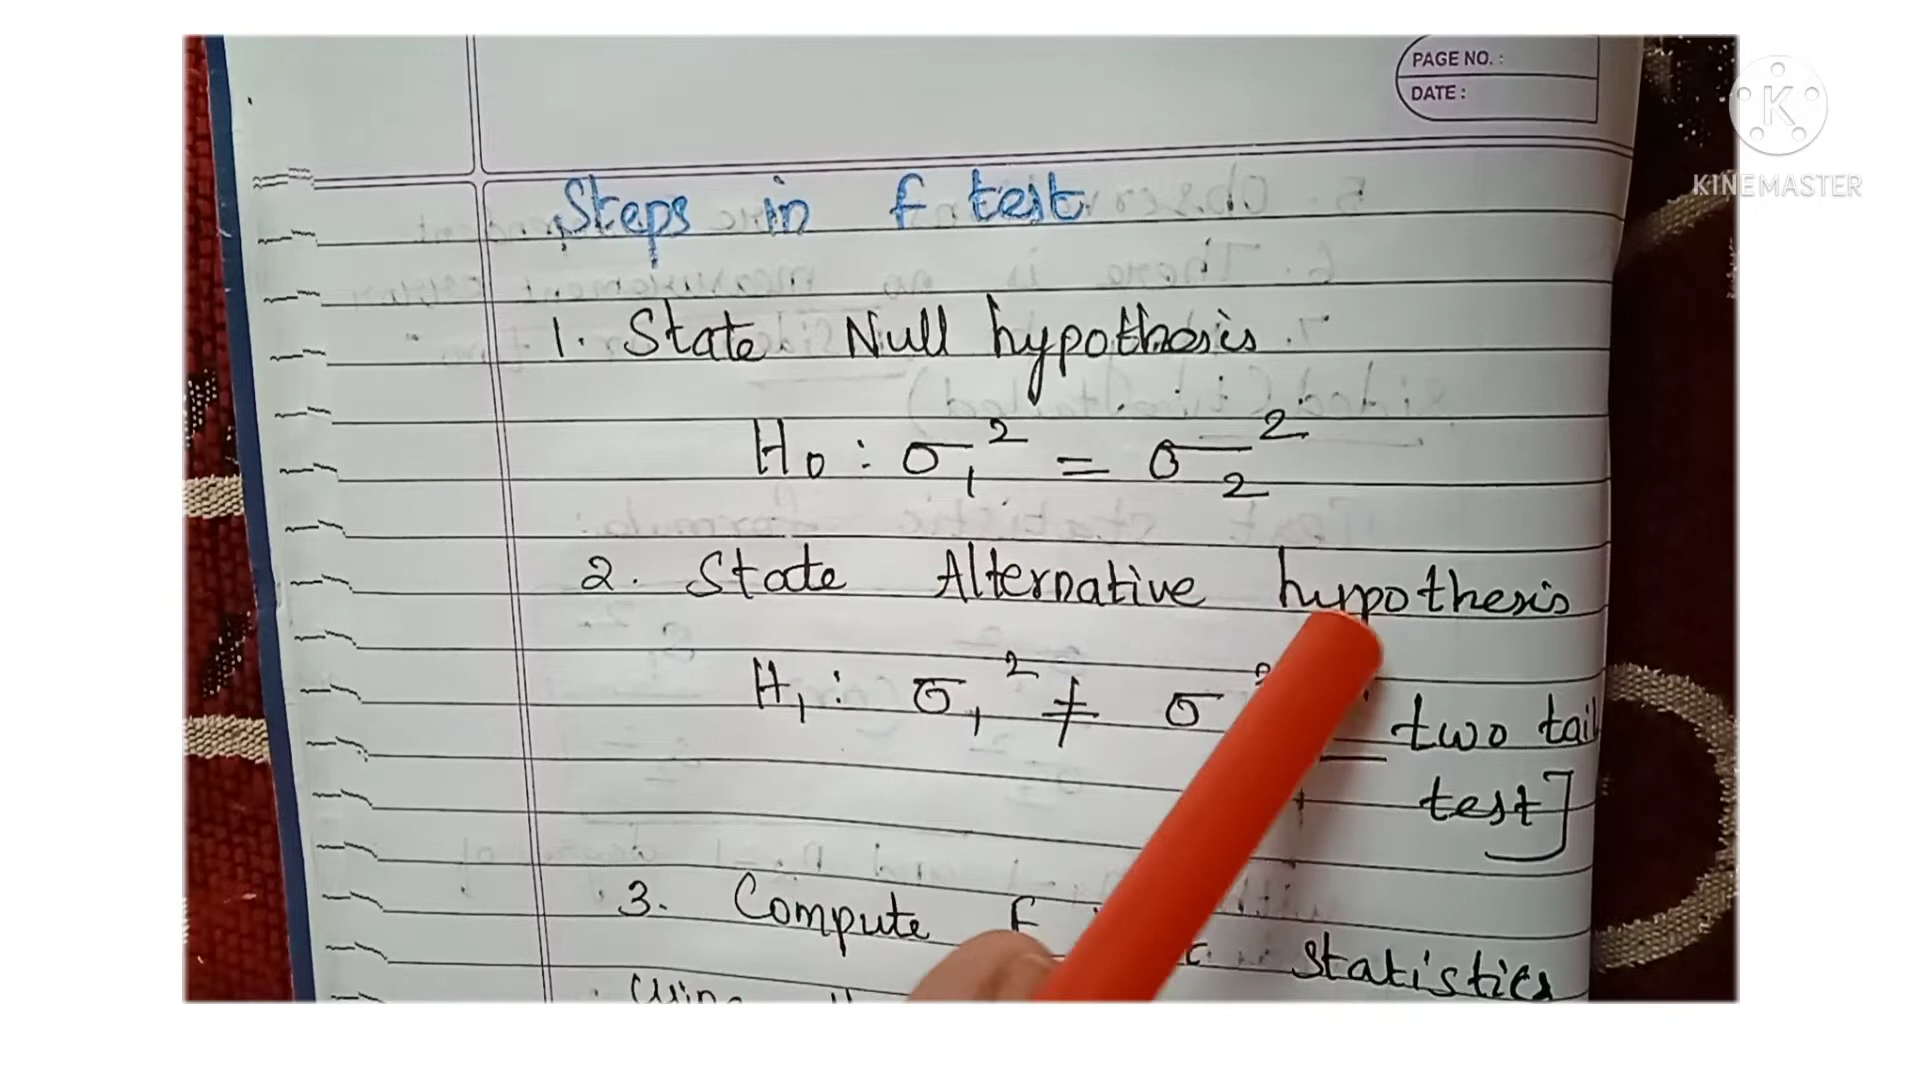 PAGE NO. :
DATE :
KINEMASTER
Steps in f test
1. State Null hypothesis
H0 : σ1² = σ2²
2. State Alternative hypothesis
H1 : σ1² ≠ σ two tail
test]
3. Compute f statistics